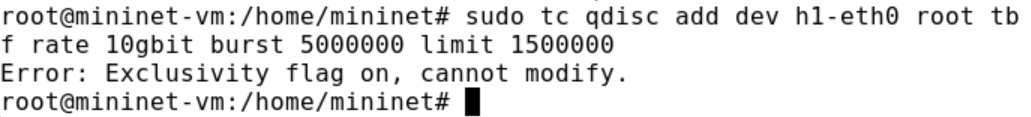 root@mininet-vm:/home/mininet# sudo tc qdisc add dev h1-eth0 root tb
f rate 10gbit burst 5000000 limit 1500000
Error: Exclusivity flag on, cannot modify.
root@mininet-vm:/home/mininet#